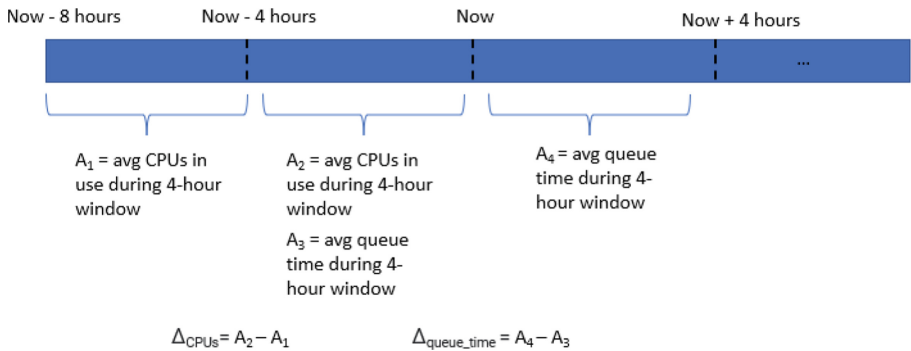 Now - 8 hours
Now - 4 hours
Now
Now + 4 hours
...
A₁ = avg CPUs in
use during 4-hour
window
A₂ = avg CPUs in
use during 4-hour
window
A₃ = avg queue
time during 4-
hour window
A₄ = avg queue
time during 4-
hour window
Δ_CPUs= A₂ – A₁
Δ_queue_time = A₄ – A₃